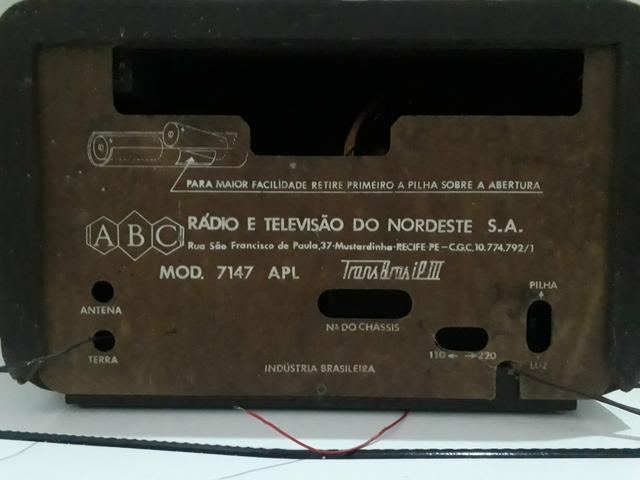 PARA MAIOR FACILIDADE RETIRE PRIMEIRO A PILHA SOBRE A ABERTURA
ABC RÁDIO E TELEVISÃO DO NORDESTE S.A.
Rua São Francisco de Paula,37-Mustardinha-RECIFE PE-C.G.C.10.774.792/1
MOD. 7147 APL TransBrasil III
PILHA
ANTENA
Nº DO CHASSIS
TERRA
110 220
LUZ
INDÚSTRIA BRASILEIRA